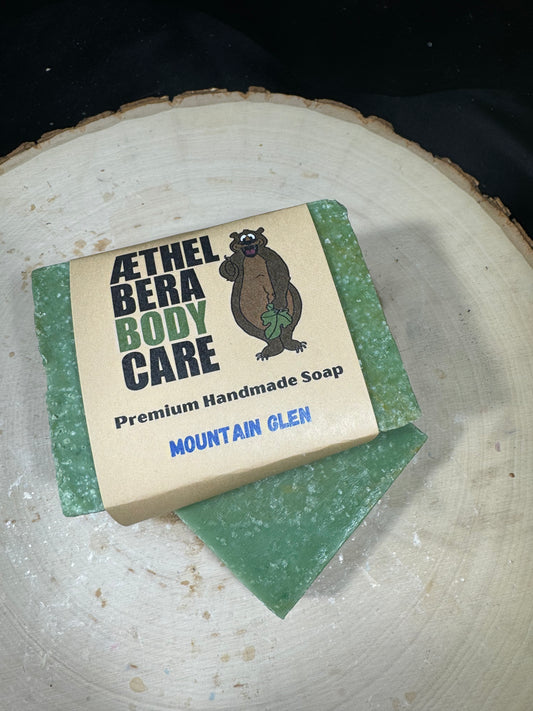 ÆTHEL
BERA
BODY
CARE
Premium Handmade Soap
MOUNTAIN GLEN